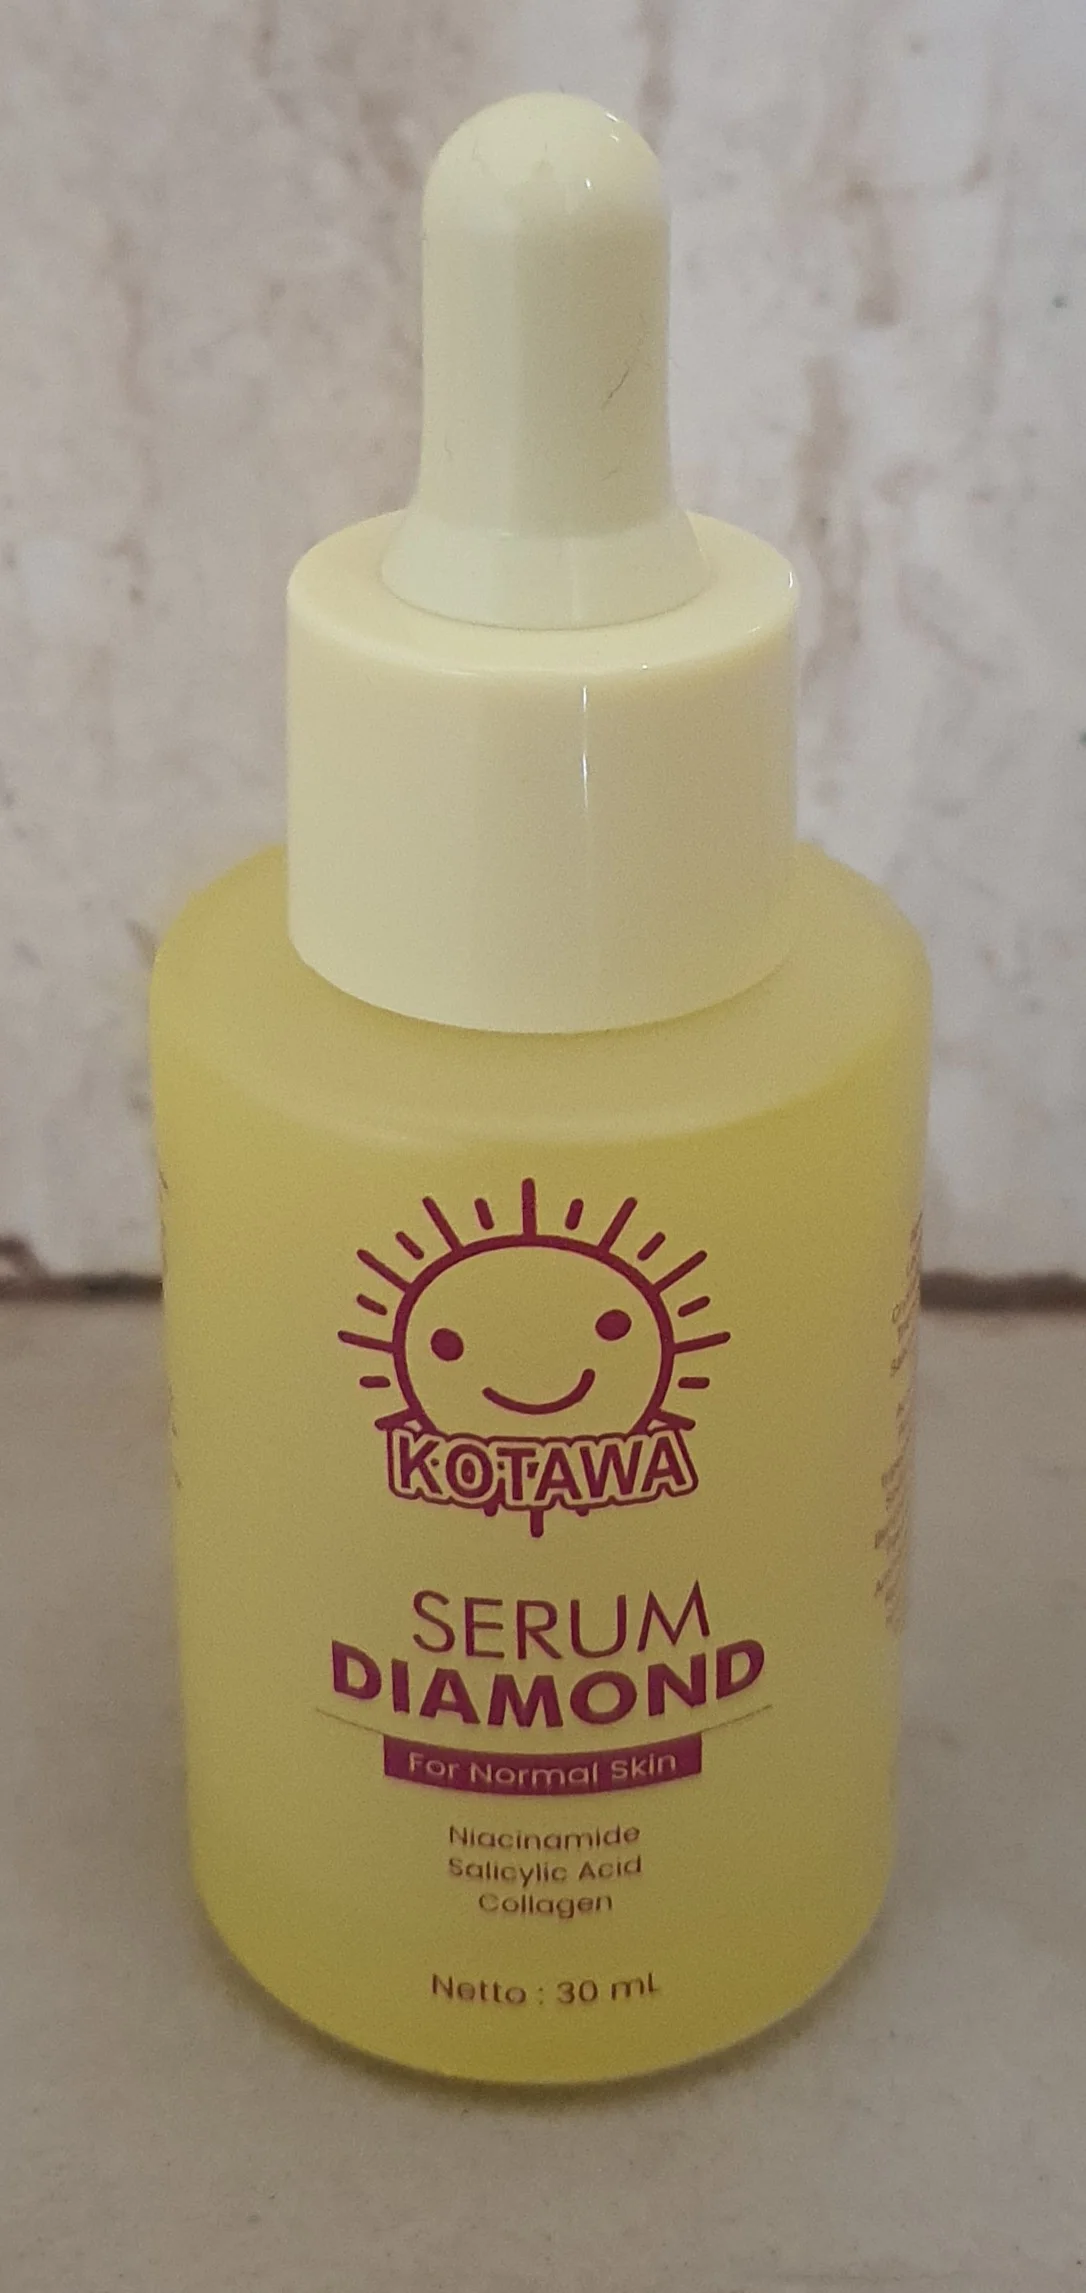 KOTAWA
SERUM
DIAMOND
For Normal Skin
Niacinamide
Salicylic Acid
Collagen
Netto : 30 mL